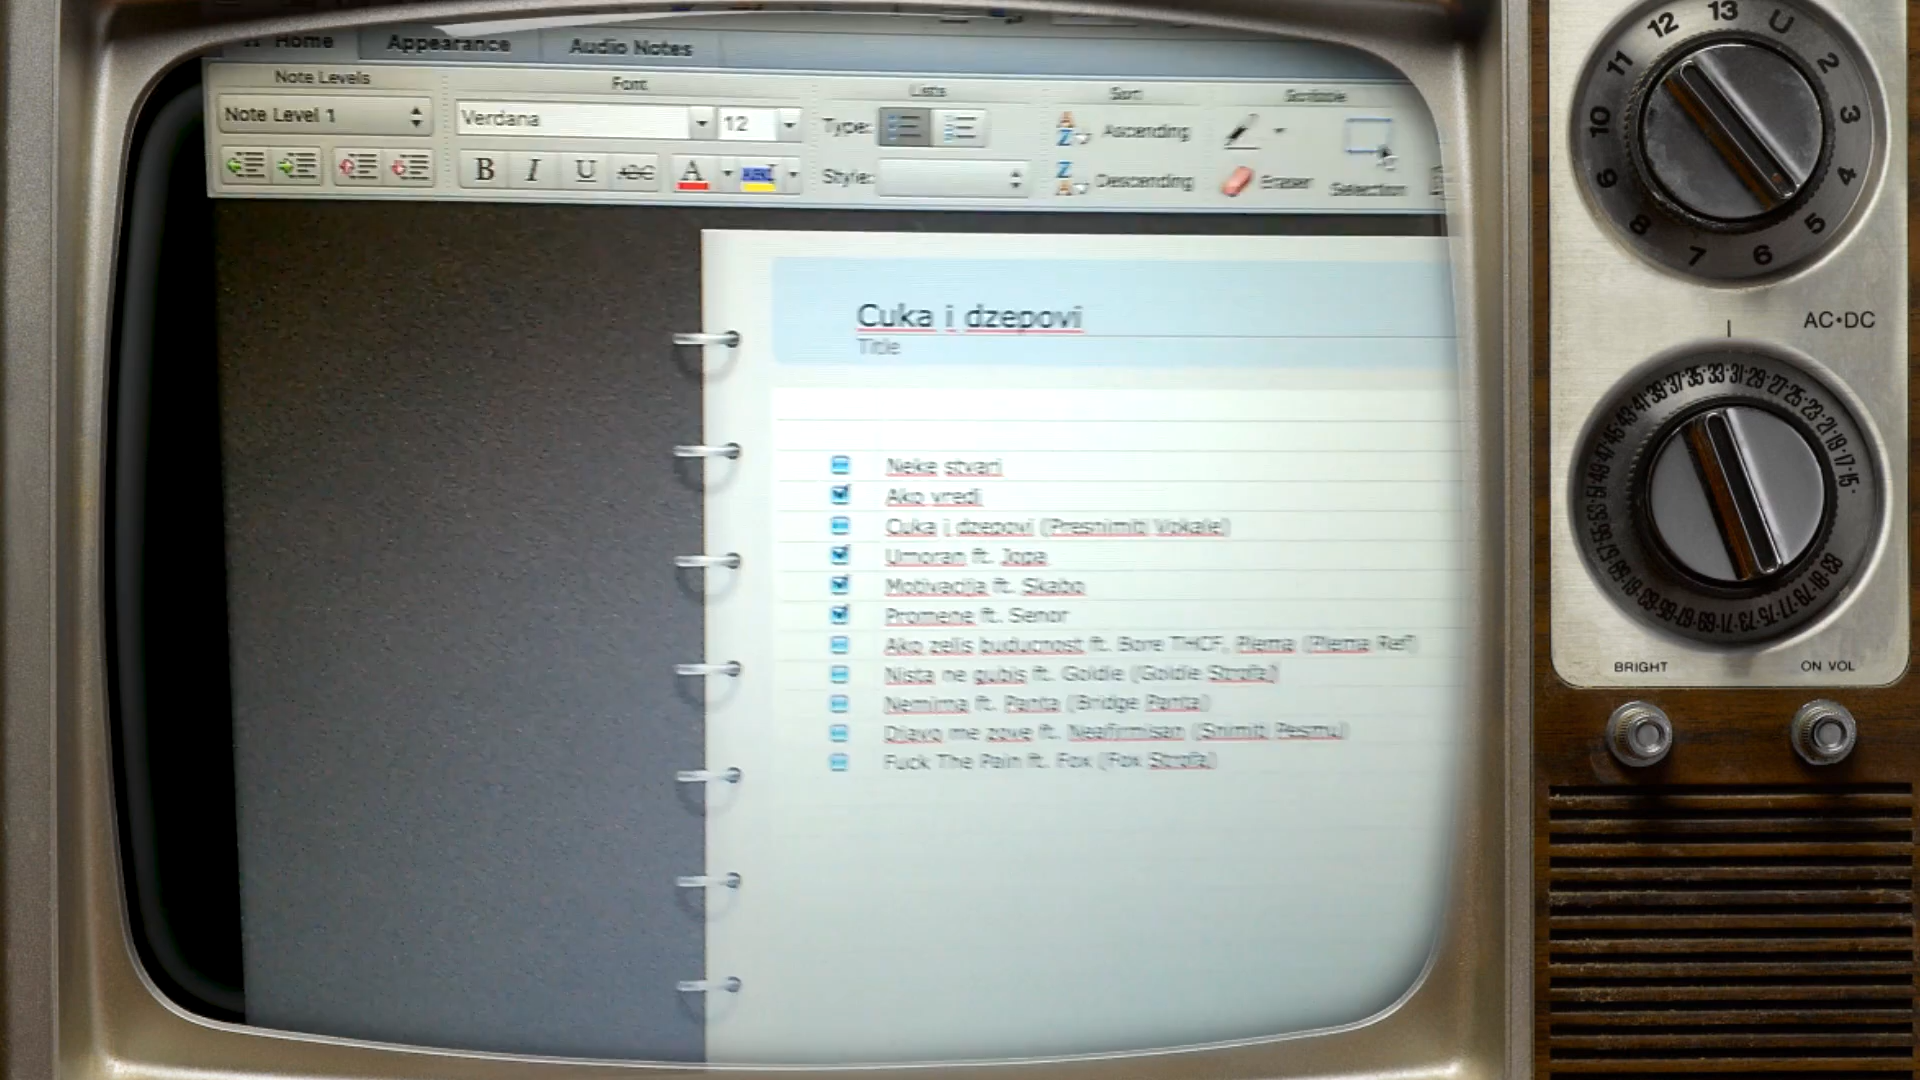 Home Appearance Audio Notes
Note Levels Font Lists Sort Scribble
Note Level 1 Verdana 12 Type: Ascending
B I U ABC A ABC Style: Descending Eraser Selection
Cuka i dzepovi
Title
Neke stvari
Ako vredi
Cuka i dzepovi (Presnimiti Vokale)
Umoran ft. Jopa
Motivacija ft. Skabo
Promene ft. Senor
Ako zelis buducnost ft. Bore THCF, Plema (Plema Ref)
Nista ne gubis ft. Goldie (Goldie Strofa)
Nemirna ft. Panta (Bridge Panta)
Djavo me zove ft. Neafirmisan (Snimiti Pesmu)
Fuck The Pain ft. Fox (Fox Strofa)
12 13 U 2 3 4 5 6 7 8 9 10 11
AC•DC
BRIGHT ON VOL